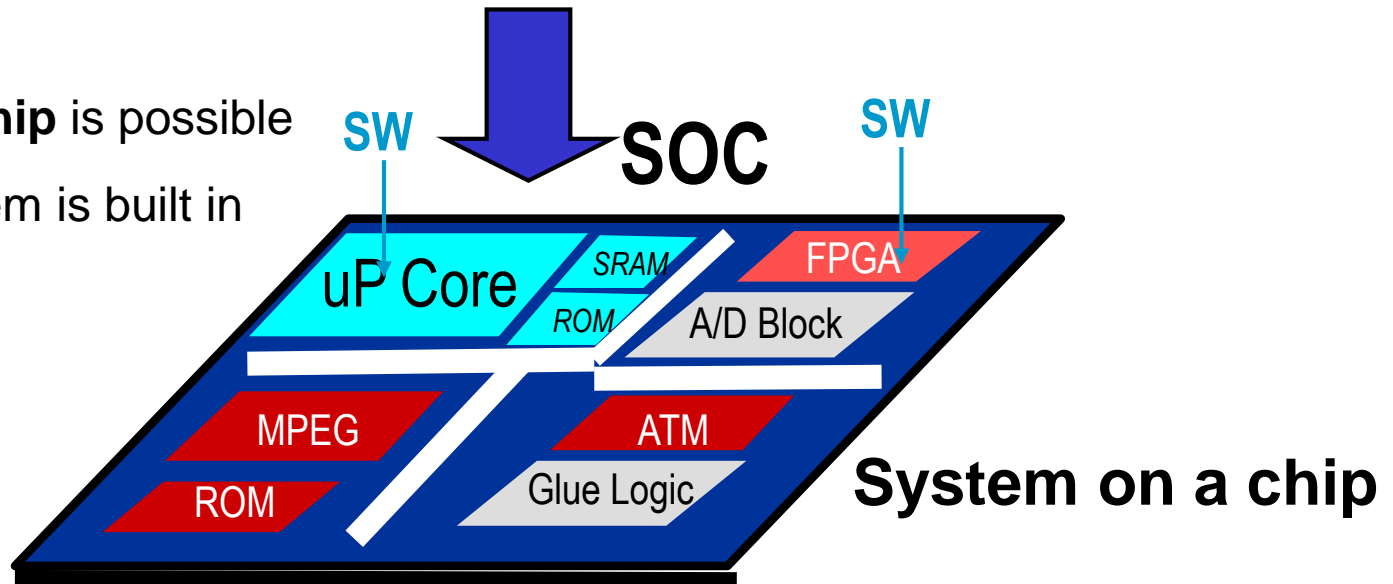 hip is possible
em is built in
SW
SOC
SW
uP Core
SRAM
ROM
FPGA
A/D Block
MPEG
ROM
ATM
Glue Logic
System on a chip